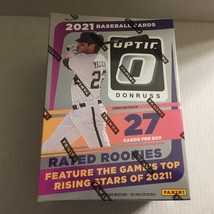 2021 BASEBALL CARDS
OPTIC
DONRUSS
27
CARDS PER BOX
RATED ROOKIES
FEATURE THE GAME'S TOP
RISING STARS OF 2021!
PANINI